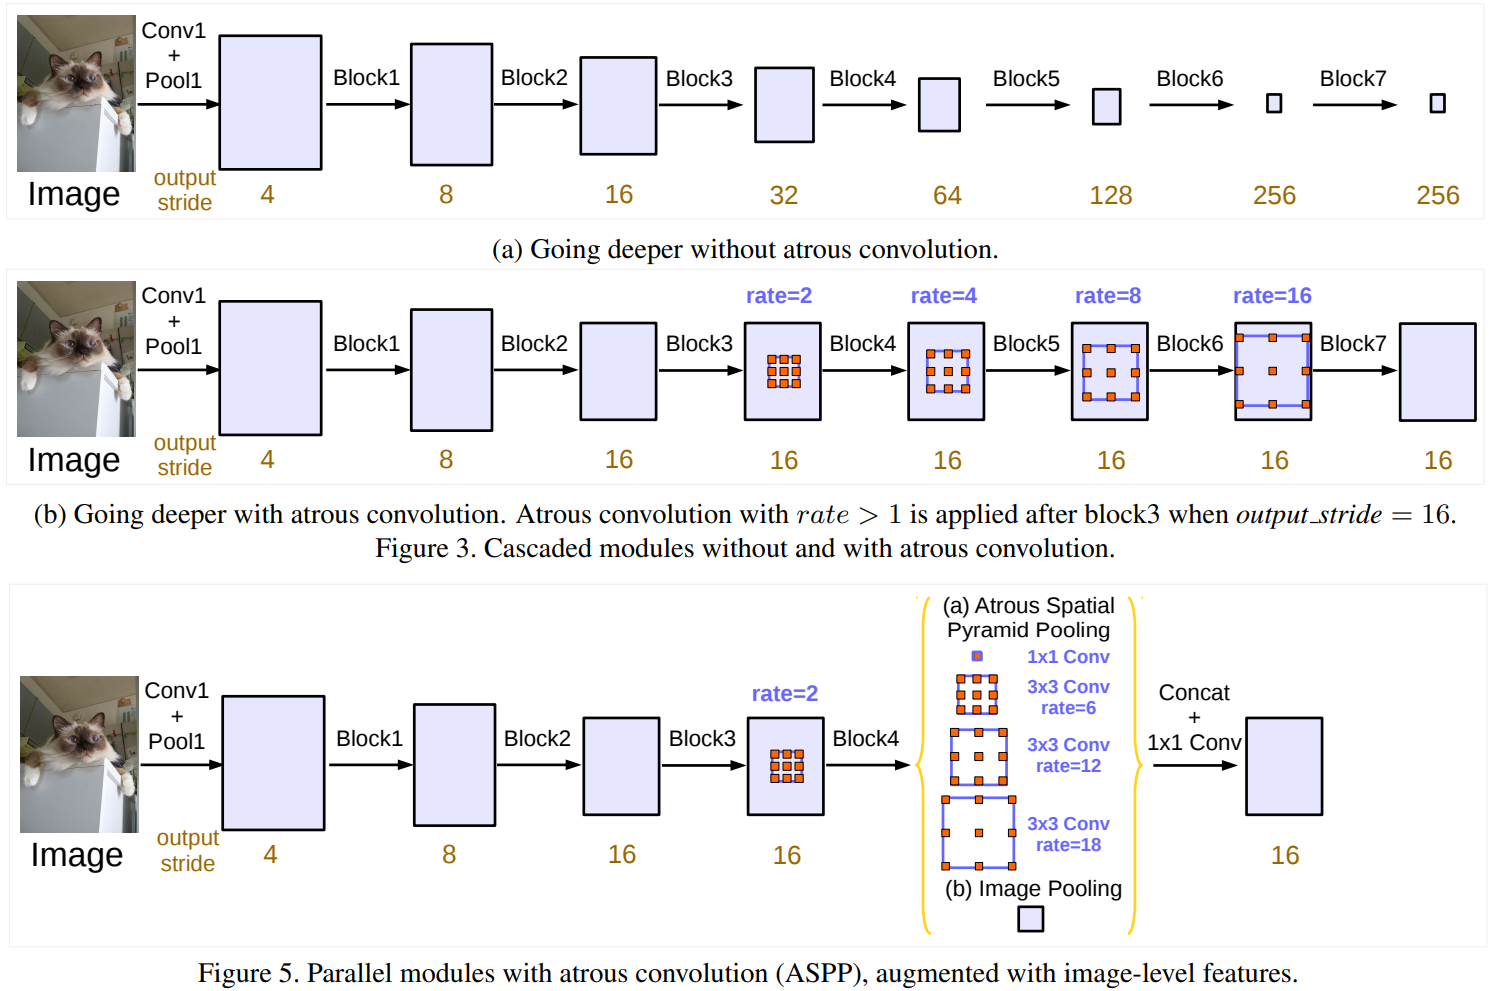 Conv1
+
Pool1
Block1
Block2
Block3
Block4
Block5
Block6
Block7
Image
output
stride
4
8
16
32
64
128
256
256
(a) Going deeper without atrous convolution.
rate=2
rate=4
rate=8
rate=16
Conv1
+
Pool1
Block1
Block2
Block3
Block4
Block5
Block6
Block7
Image
output
stride
4
8
16
16
16
16
16
16
(b) Going deeper with atrous convolution. Atrous convolution with rate > 1 is applied after block3 when output_stride = 16.
Figure 3. Cascaded modules without and with atrous convolution.
Conv1
+
Pool1
Block1
Block2
Block3
rate=2
Block4
(a) Atrous Spatial
Pyramid Pooling
1x1 Conv
3x3 Conv
rate=6
3x3 Conv
rate=12
3x3 Conv
rate=18
(b) Image Pooling
Concat
+
1x1 Conv
Image
output
stride
4
8
16
16
16
Figure 5. Parallel modules with atrous convolution (ASPP), augmented with image-level features.